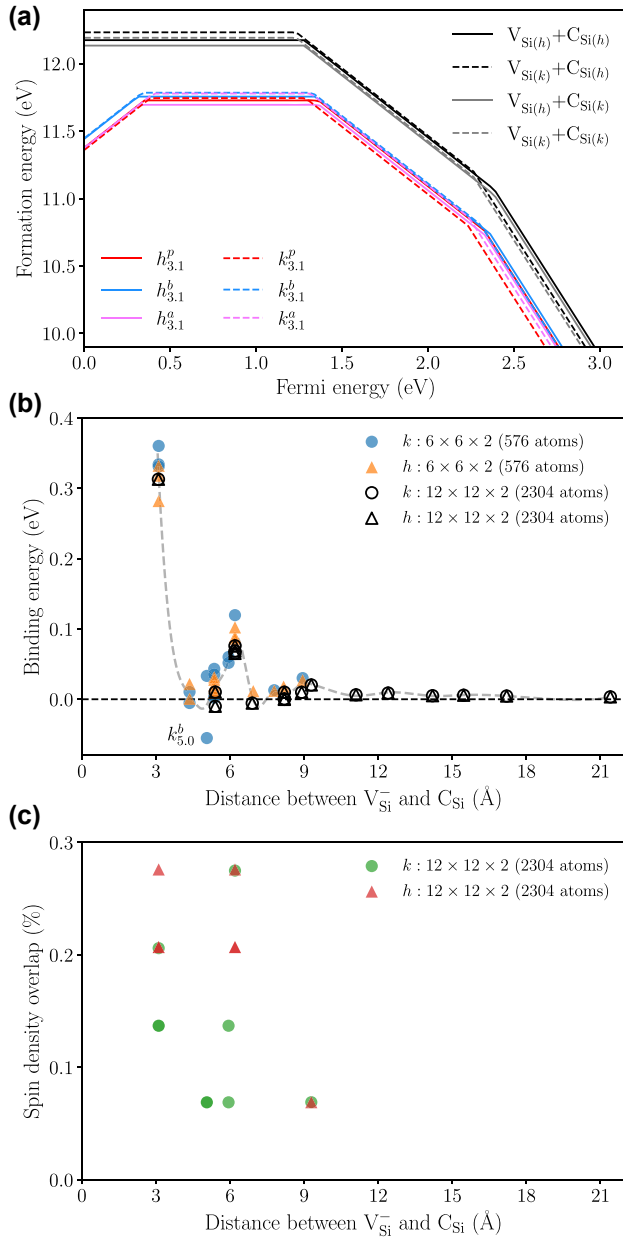 (a)
Formation energy (eV)
12.0
11.5
11.0
10.5
10.0
V_Si(h)+C_Si(h)
V_Si(k)+C_Si(h)
V_Si(h)+C_Si(k)
V_Si(k)+C_Si(k)
h^p_3.1 k^p_3.1
h^b_3.1 k^b_3.1
h^a_3.1 k^a_3.1
0.0 0.5 1.0 1.5 2.0 2.5 3.0
Fermi energy (eV)
(b)
Binding energy (eV)
0.4
0.3
0.2
0.1
0.0
k : 6 × 6 × 2 (576 atoms)
h : 6 × 6 × 2 (576 atoms)
k : 12 × 12 × 2 (2304 atoms)
h : 12 × 12 × 2 (2304 atoms)
k^b_5.0
0 3 6 9 12 15 18 21
Distance between V^−_Si and C_Si (Å)
(c)
Spin density overlap (%)
0.3
0.2
0.1
0.0
k : 12 × 12 × 2 (2304 atoms)
h : 12 × 12 × 2 (2304 atoms)
0 3 6 9 12 15 18 21
Distance between V^−_Si and C_Si (Å)